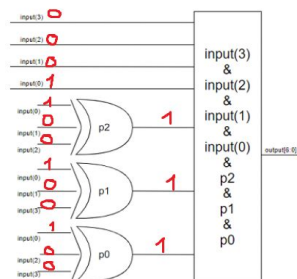 input(3) 0
input(2) 0
input(1) 0
input(0) 1
input(0) 1
input(1) 0
input(2) 0
p2
1
input(0) 1
input(1) 0
input(3) 0
p1
1
input(0) 1
input(2) 0
input(3) 0
p0
1
input(3)
&
input(2)
&
input(1)
&
input(0)
&
p2
&
p1
&
p0
output(6:0)